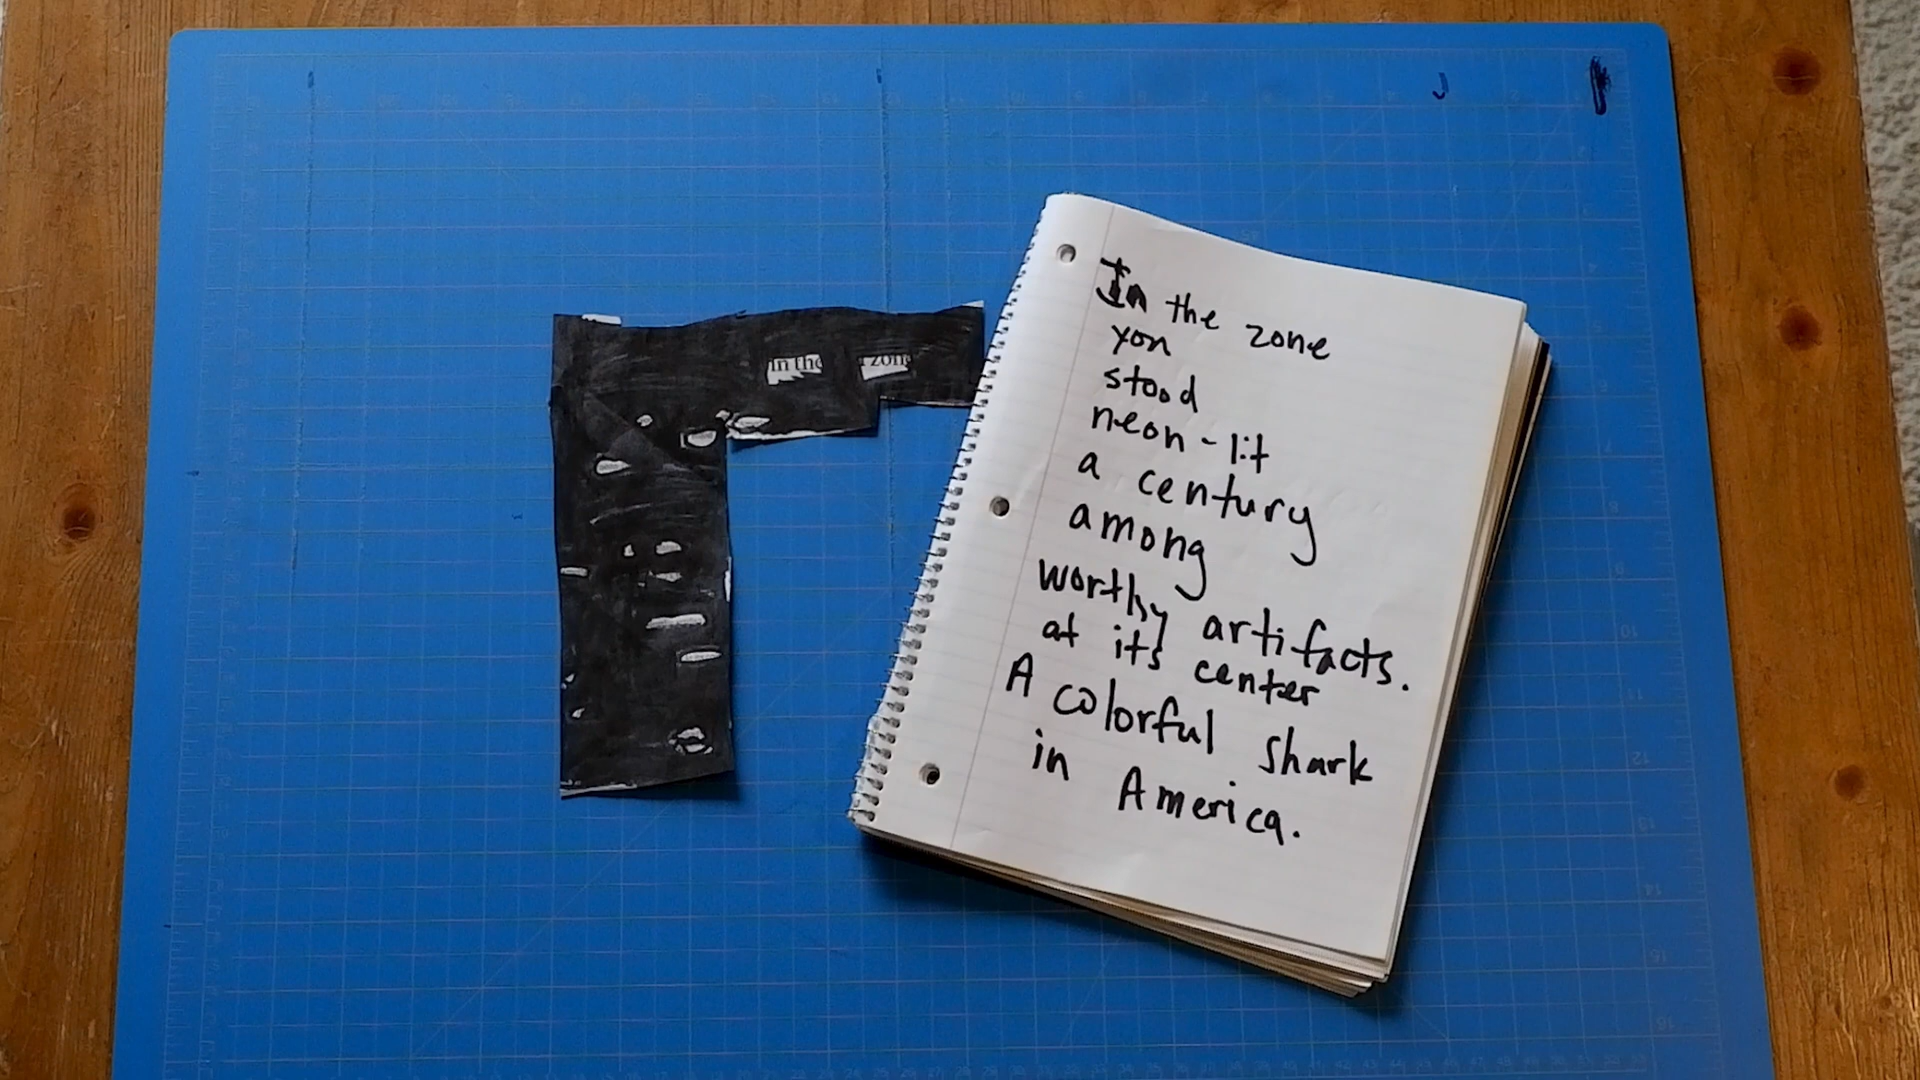 in the zone
In the zone
you
stood
neon-lit
a century
among
worthy artifacts.
at its center
A colorful shark
in America.